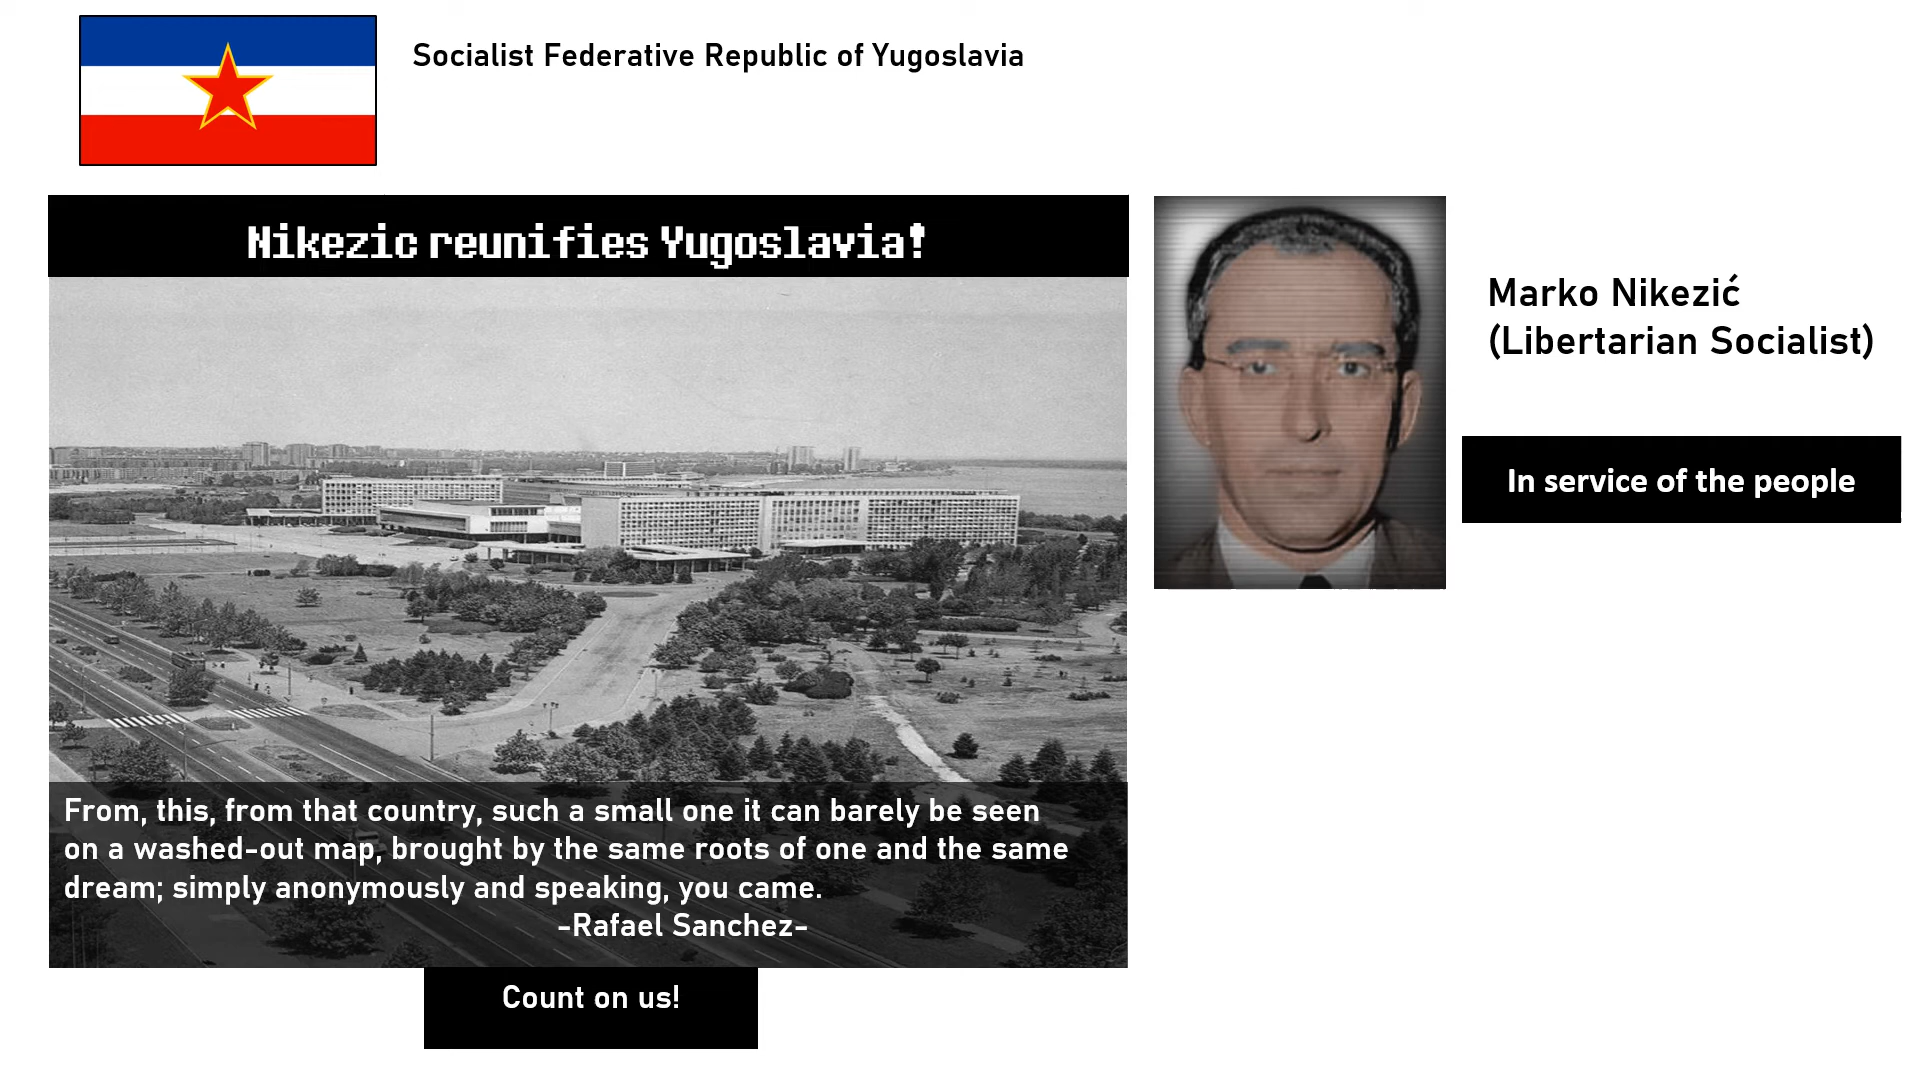 Socialist Federative Republic of Yugoslavia
Nikezic reunifies Yugoslavia!
Marko Nikezić
(Libertarian Socialist)
In service of the people
From, this, from that country, such a small one it can barely be seen
on a washed-out map, brought by the same roots of one and the same
dream; simply anonymously and speaking, you came.
-Rafael Sanchez-
Count on us!